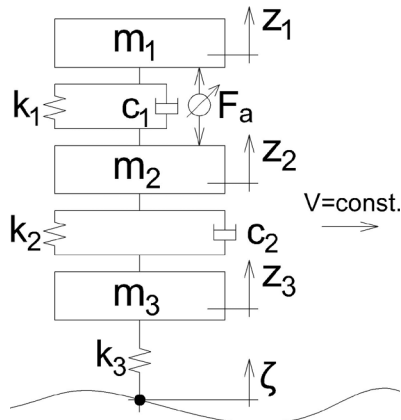 m₁ z₁
k₁ c₁ Fₐ
m₂ z₂
V=const.
k₂ c₂
m₃ z₃
k₃ ζ